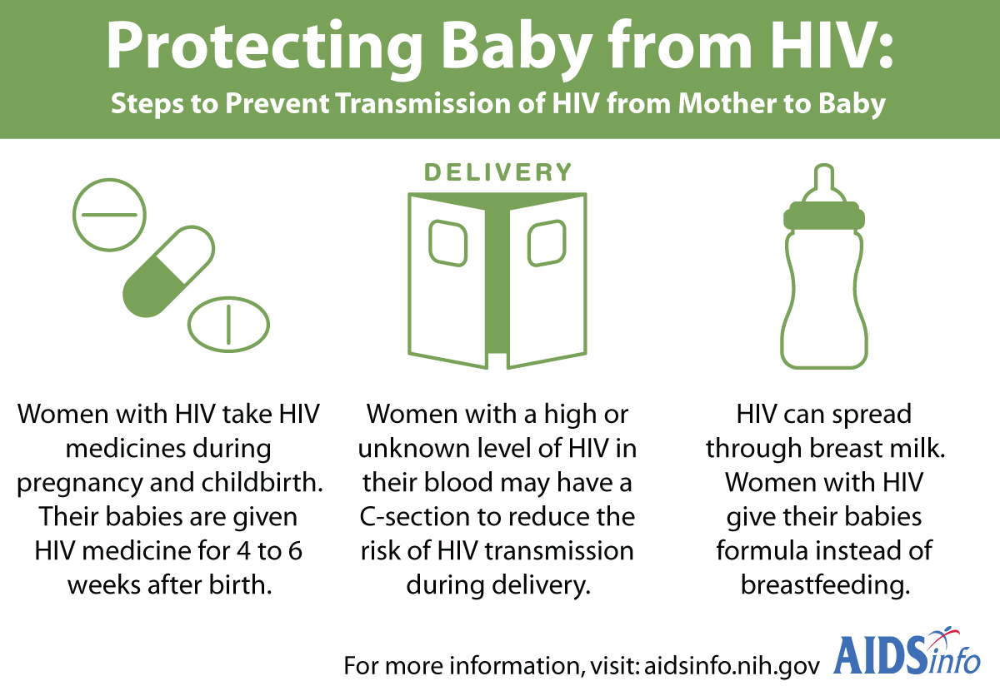 Protecting Baby from HIV:
Steps to Prevent Transmission of HIV from Mother to Baby
Women with HIV take HIV
medicines during
pregnancy and childbirth.
Their babies are given
HIV medicine for 4 to 6
weeks after birth.
DELIVERY
Women with a high or
unknown level of HIV in
their blood may have a
C-section to reduce the
risk of HIV transmission
during delivery.
HIV can spread
through breast milk.
Women with HIV
give their babies
formula instead of
breastfeeding.
For more information, visit: aidsinfo.nih.gov
AIDSinfo